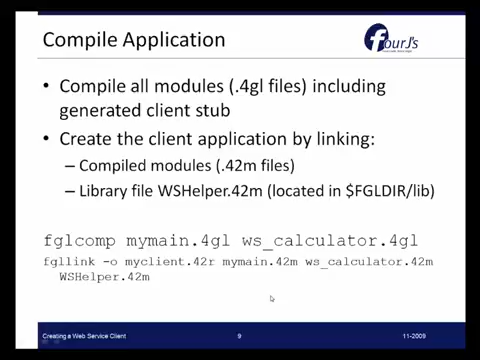 Compile Application
fourJ's
• Compile all modules (.4gl files) including
generated client stub
• Create the client application by linking:
– Compiled modules (.42m files)
– Library file WSHelper.42m (located in $FGLDIR/lib)
fglcomp mymain.4gl ws_calculator.4gl
fgllink -o myclient.42r mymain.42m ws_calculator.42m
WSHelper.42m
Creating a Web Service Client 9 11-2009